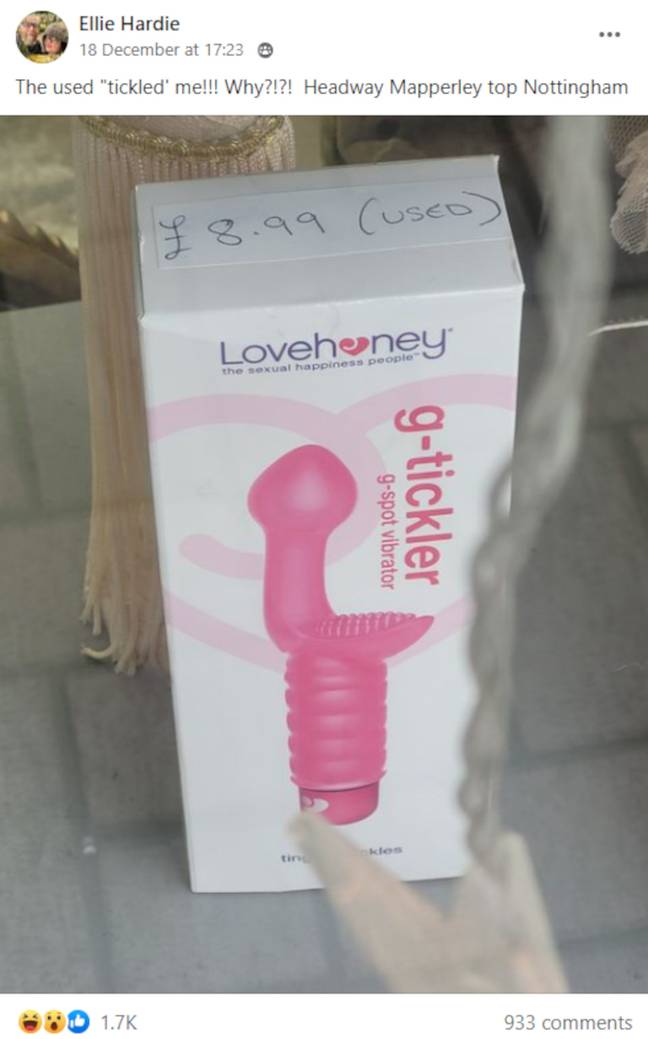 Ellie Hardie
18 December at 17:23
The used "tickled' me!!! Why?!?! Headway Mapperley top Nottingham
£8.99 (USED)
Lovehoney
the sexual happiness people™
g-tickler
g-spot vibrator
1.7K
933 comments